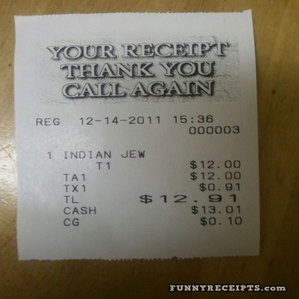 YOUR RECEIPT
THANK YOU
CALL AGAIN
REG 12-14-2011 15:36
000003
1 INDIAN JEW
T1 $12.00
TA1 $12.00
TX1 $0.91
TL $12.91
CASH $13.01
CG $0.10
FUNNYRECEIPTS.COM